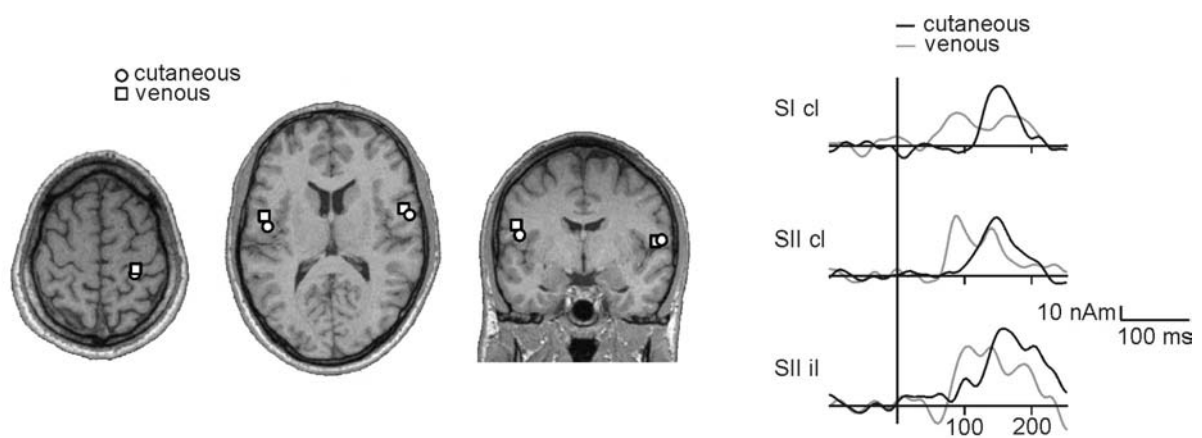 cutaneous
venous
cutaneous
venous
SI cl
SII cl
10 nAm
100 ms
SII il
100 200